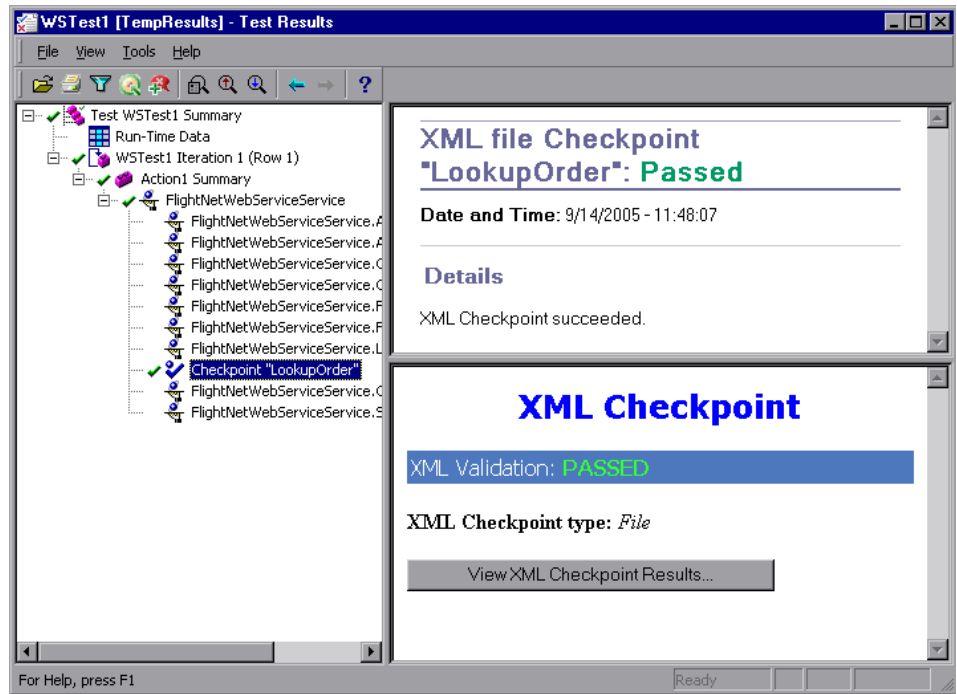 WSTest1 [TempResults] - Test Results
File View Tools Help
?
Test WSTest1 Summary
Run-Time Data
WSTest1 Iteration 1 (Row 1)
Action1 Summary
FlightNetWebServiceService
FlightNetWebServiceService.A
FlightNetWebServiceService.A
FlightNetWebServiceService.C
FlightNetWebServiceService.C
FlightNetWebServiceService.F
FlightNetWebServiceService.F
FlightNetWebServiceService.L
Checkpoint "LookupOrder"
FlightNetWebServiceService.C
FlightNetWebServiceService.S
XML file Checkpoint
"LookupOrder": Passed
Date and Time: 9/14/2005 - 11:48:07
Details
XML Checkpoint succeeded.
XML Checkpoint
XML Validation: PASSED
XML Checkpoint type: File
View XML Checkpoint Results...
For Help, press F1
Ready